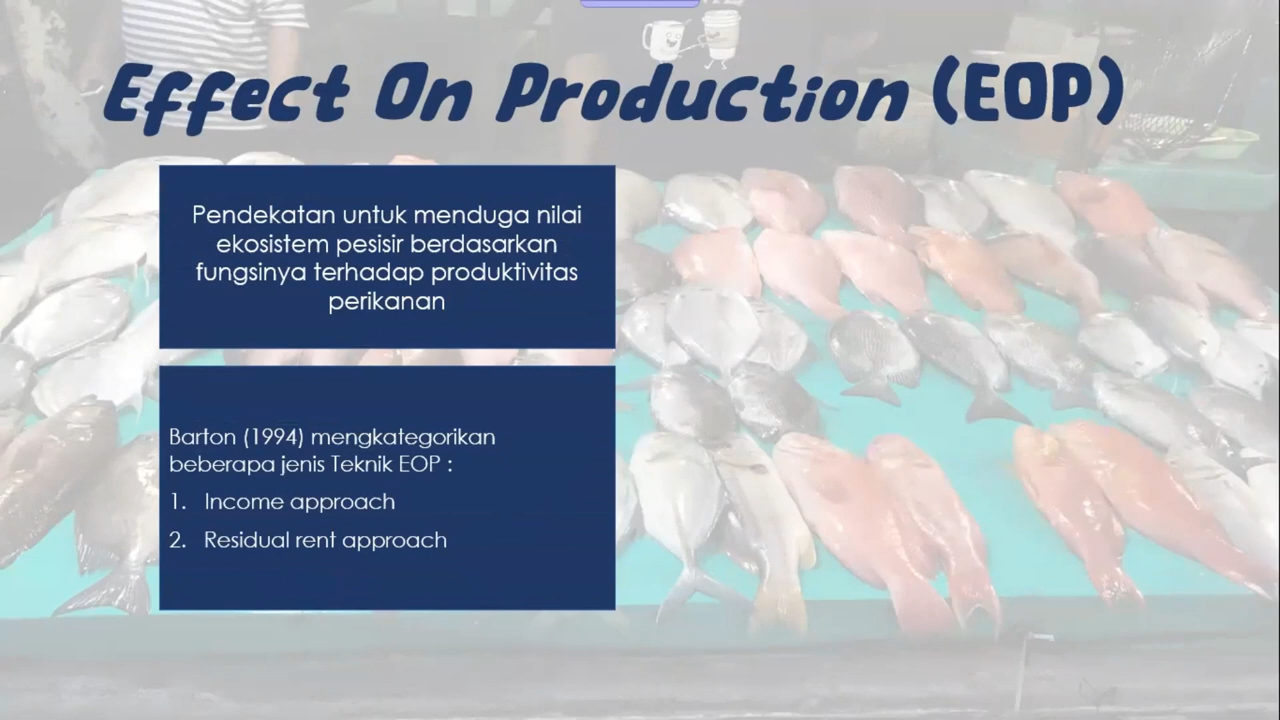 Effect On Production (EOP)
Pendekatan untuk menduga nilai
ekosistem pesisir berdasarkan
fungsinya terhadap produktivitas
perikanan
Barton (1994) mengkategorikan
beberapa jenis Teknik EOP :
1. Income approach
2. Residual rent approach